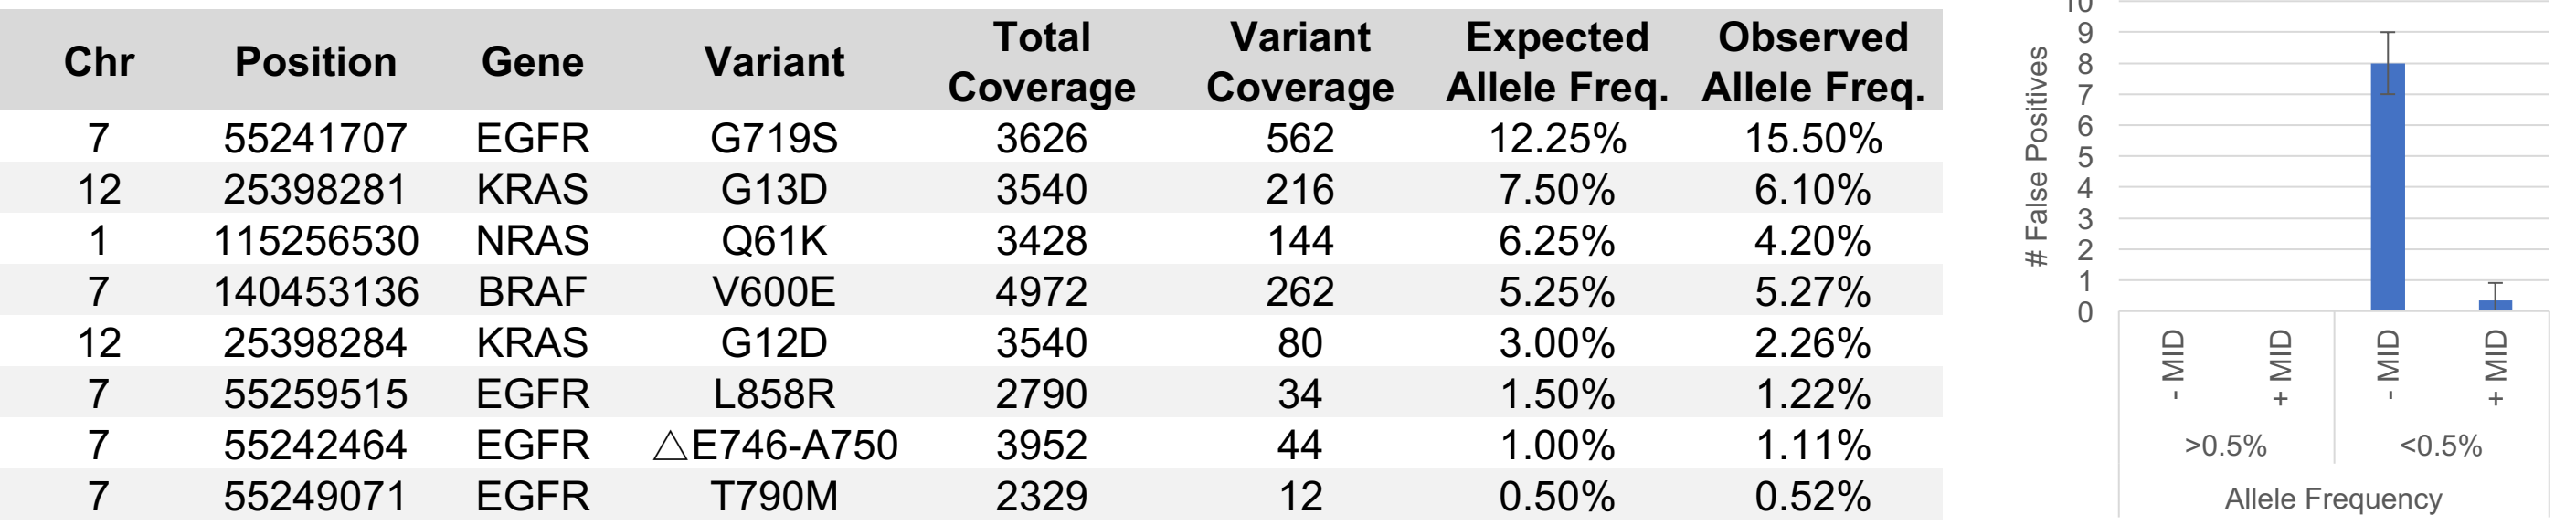 Chr Position Gene Variant Total Coverage Variant Coverage Expected Allele Freq. Observed Allele Freq.
7 55241707 EGFR G719S 3626 562 12.25% 15.50%
12 25398281 KRAS G13D 3540 216 7.50% 6.10%
1 115256530 NRAS Q61K 3428 144 6.25% 4.20%
7 140453136 BRAF V600E 4972 262 5.25% 5.27%
12 25398284 KRAS G12D 3540 80 3.00% 2.26%
7 55259515 EGFR L858R 2790 34 1.50% 1.22%
7 55242464 EGFR △E746-A750 3952 44 1.00% 1.11%
7 55249071 EGFR T790M 2329 12 0.50% 0.52%
# False Positives
10
9
8
7
6
5
4
3
2
1
0
- MID
+ MID
- MID
+ MID
>0.5%
<0.5%
Allele Frequency